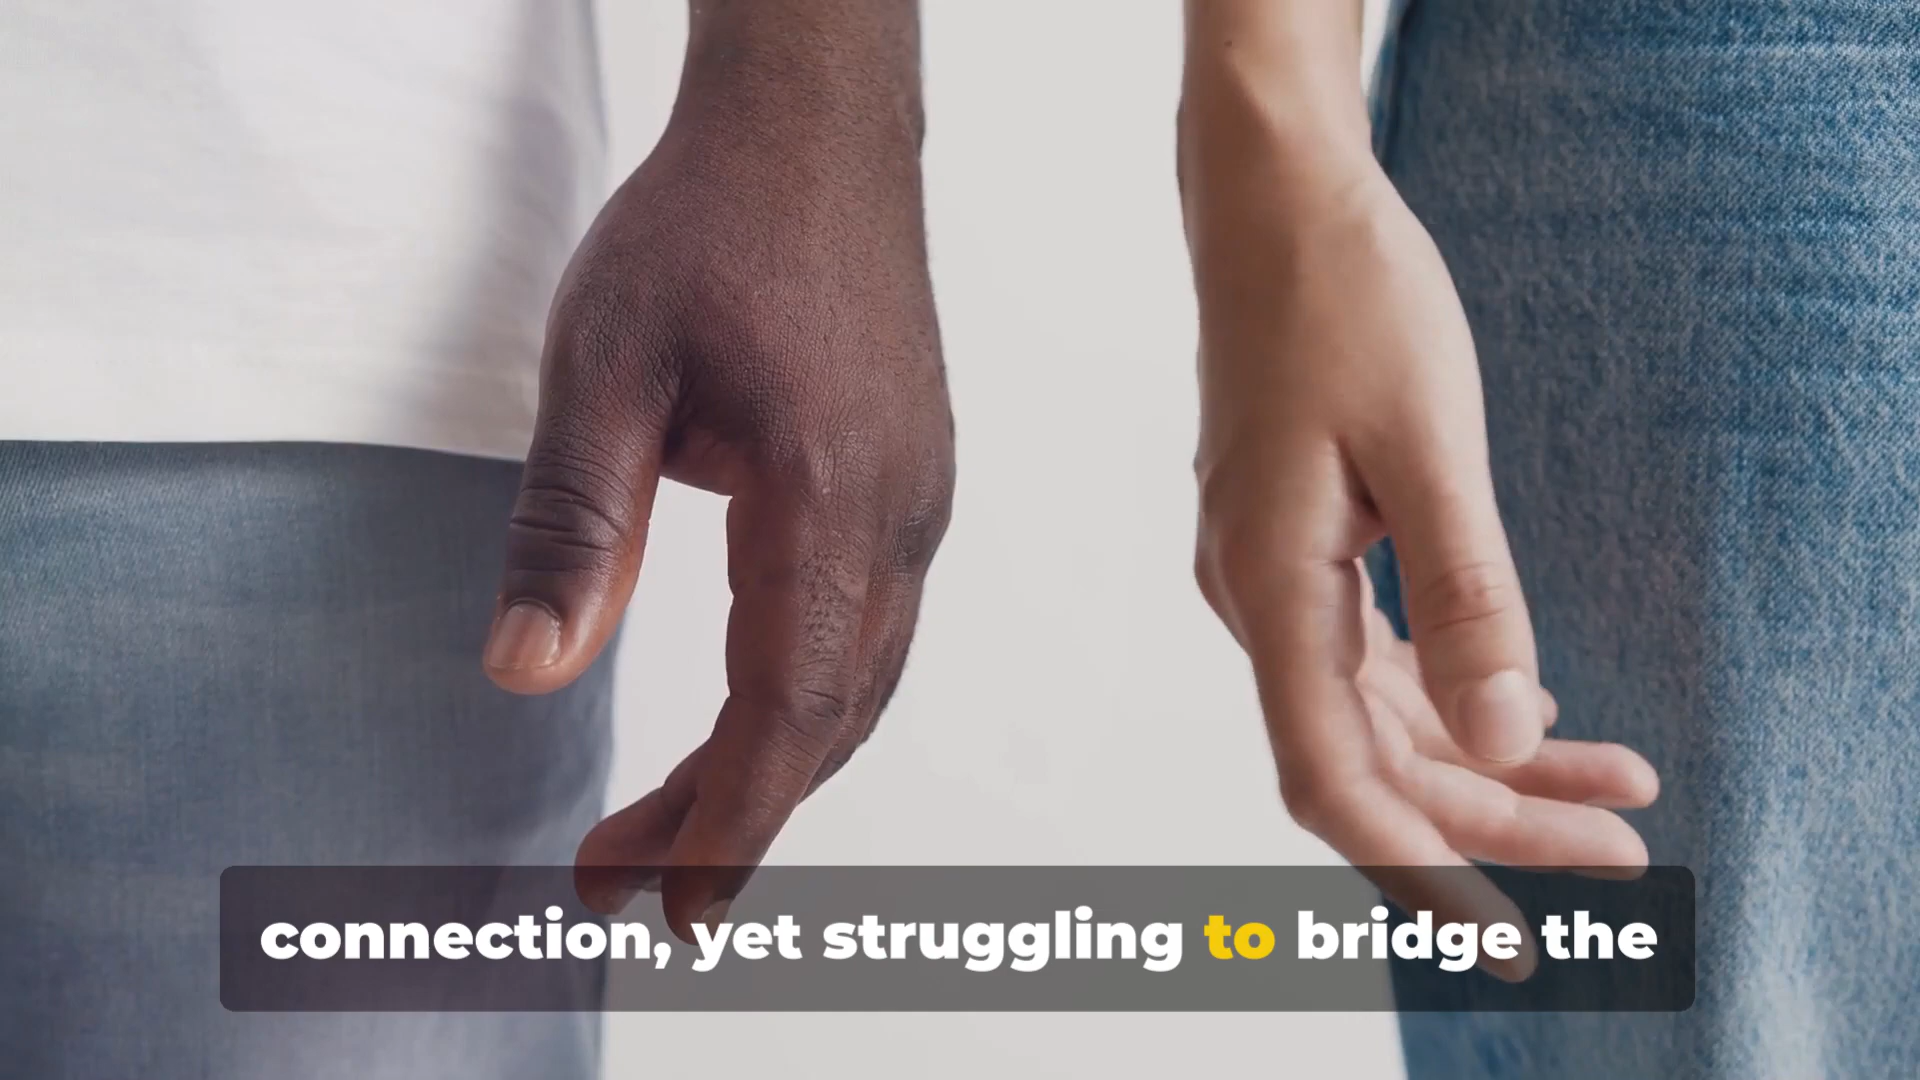 connection, yet struggling to bridge the